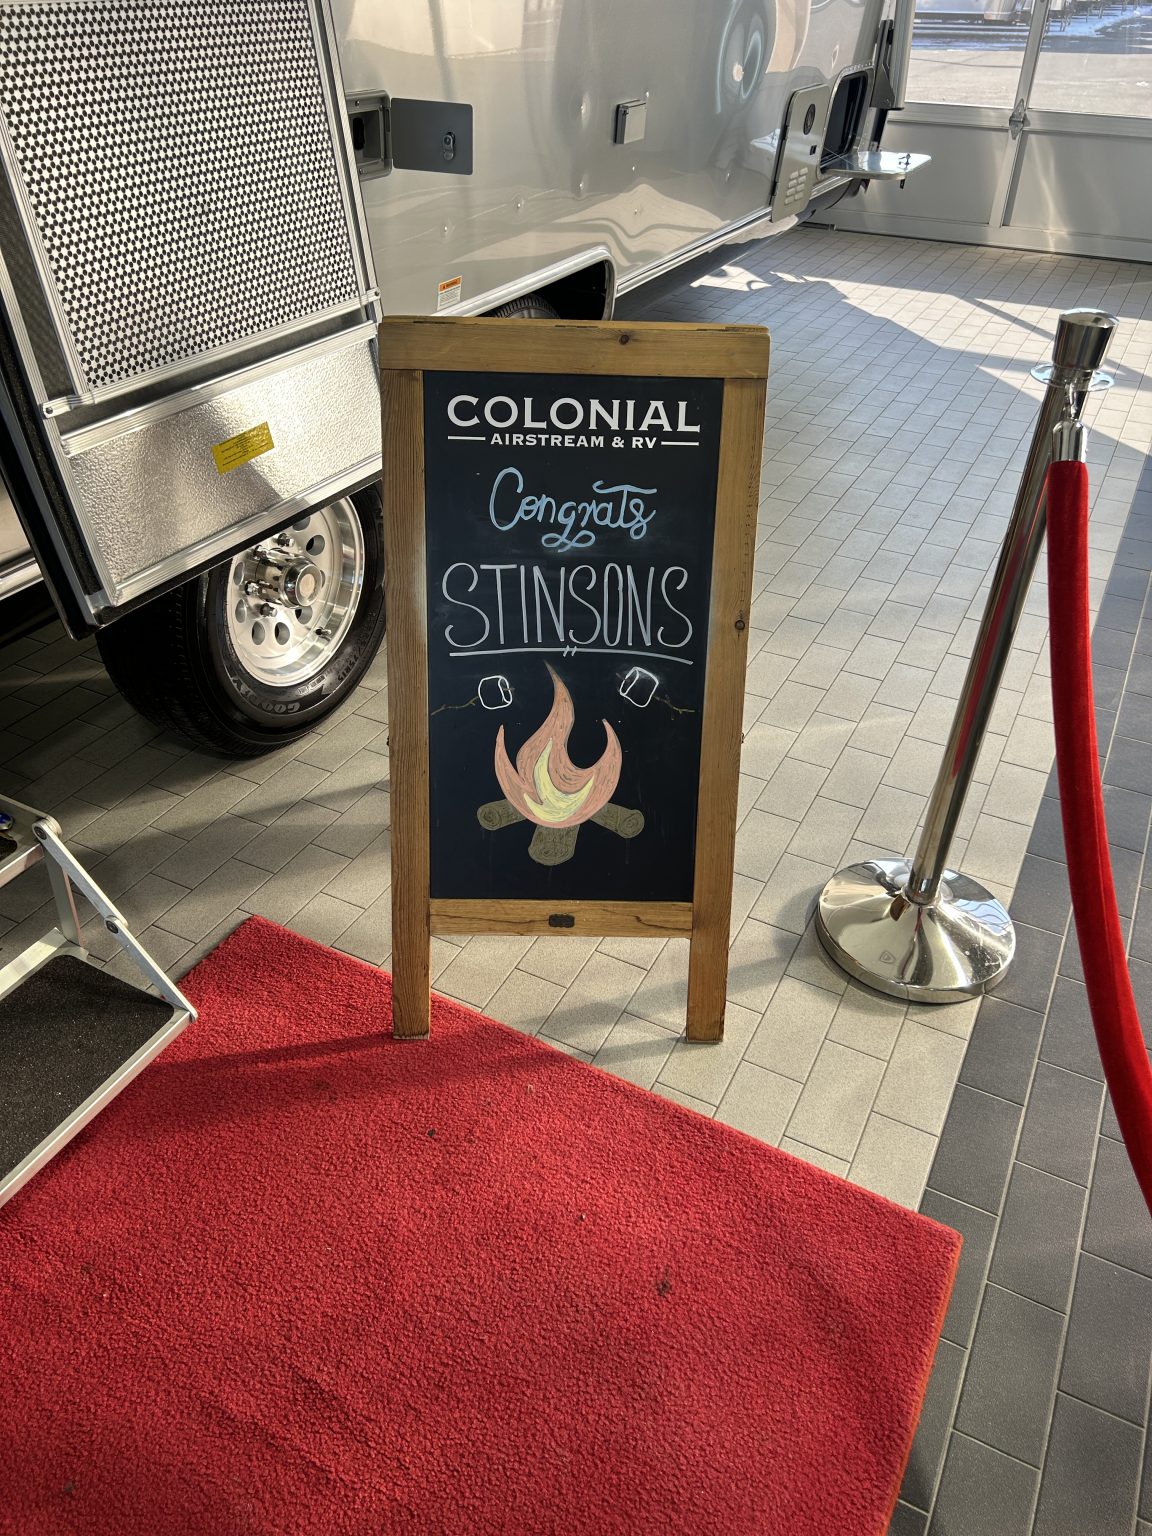 COLONIAL
AIRSTREAM & RV
Congrats
STINSONS